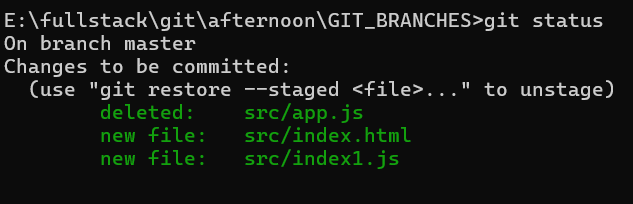 E:\fullstack\git\afternoon\GIT_BRANCHES>git status
On branch master
Changes to be committed:
  (use "git restore --staged <file>..." to unstage)
        deleted:    src/app.js
        new file:   src/index.html
        new file:   src/index1.js